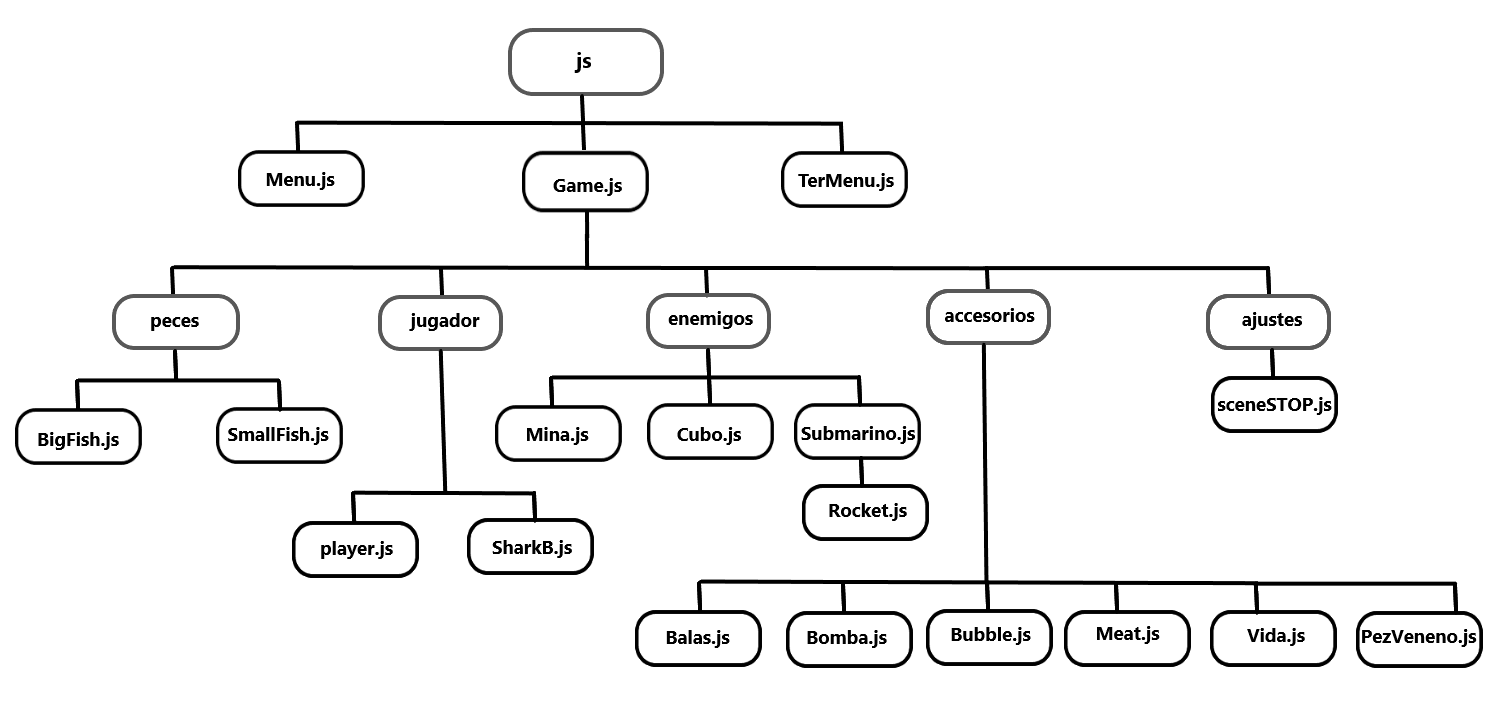 js
Menu.js
Game.js
TerMenu.js
peces
jugador
enemigos
accesorios
ajustes
BigFish.js
SmallFish.js
Mina.js
Cubo.js
Submarino.js
sceneSTOP.js
Rocket.js
player.js
SharkB.js
Balas.js
Bomba.js
Bubble.js
Meat.js
Vida.js
PezVeneno.js